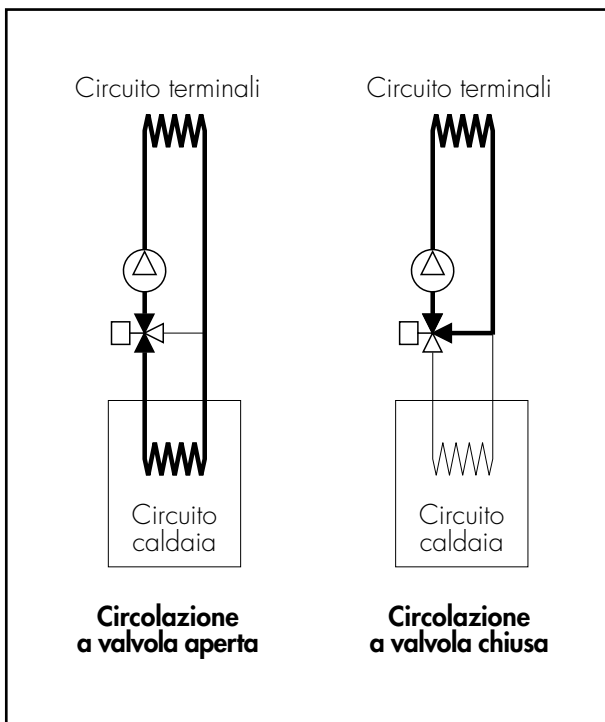 Circuito terminali
Circuito terminali
Circuito
caldaia
Circuito
caldaia
Circolazione
a valvola aperta
Circolazione
a valvola chiusa